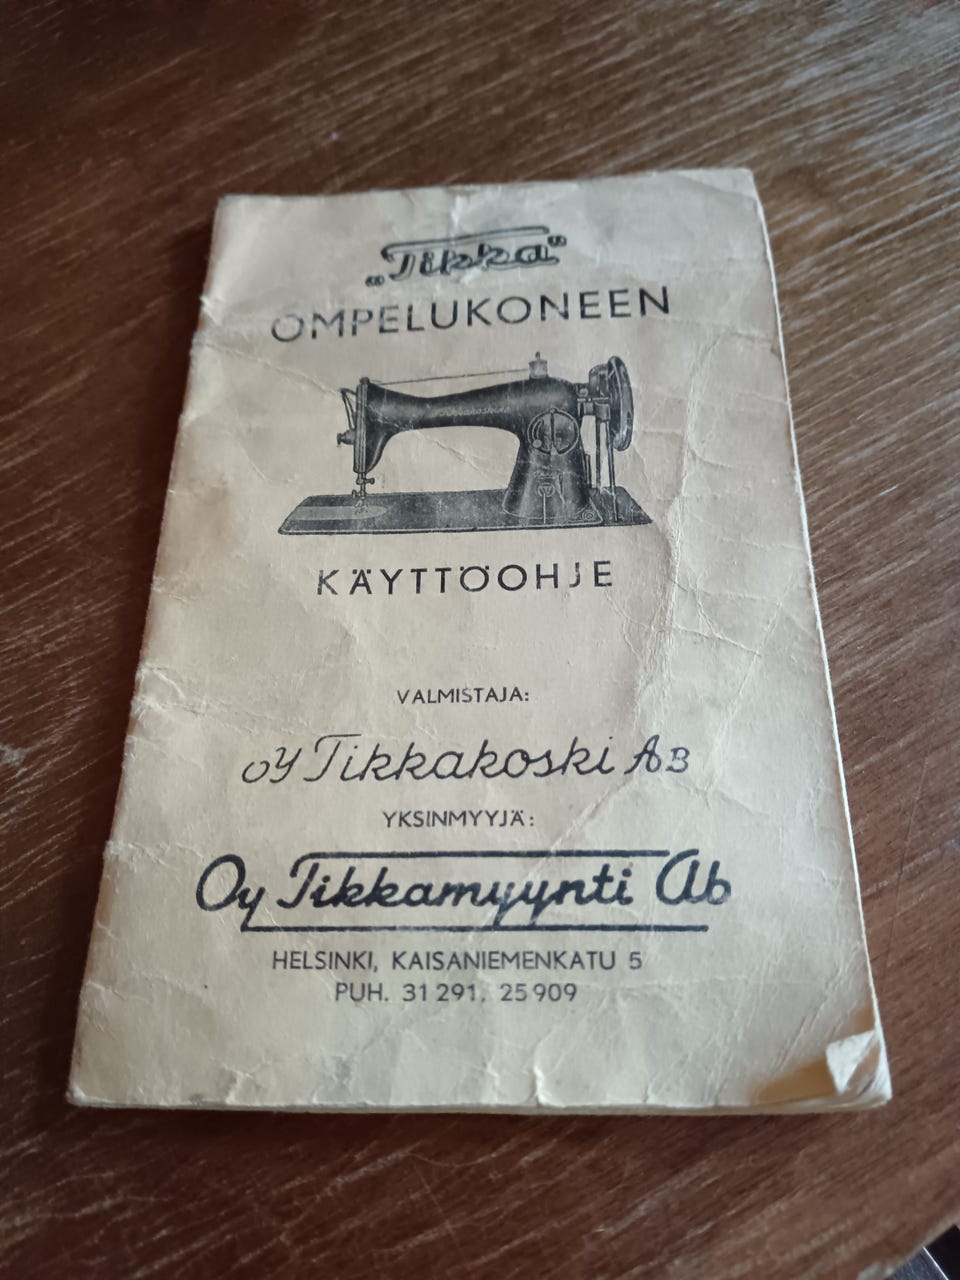 „Tikka“
OMPELUKONEEN
Tikkakoski
KÄYTTÖOHJE
VALMISTAJA:
OY Tikkakoski AB
YKSINMYYJÄ:
Oy Tikkamyynti Ab
HELSINKI, KAISANIEMENKATU 5
PUH. 31 291. 25 909